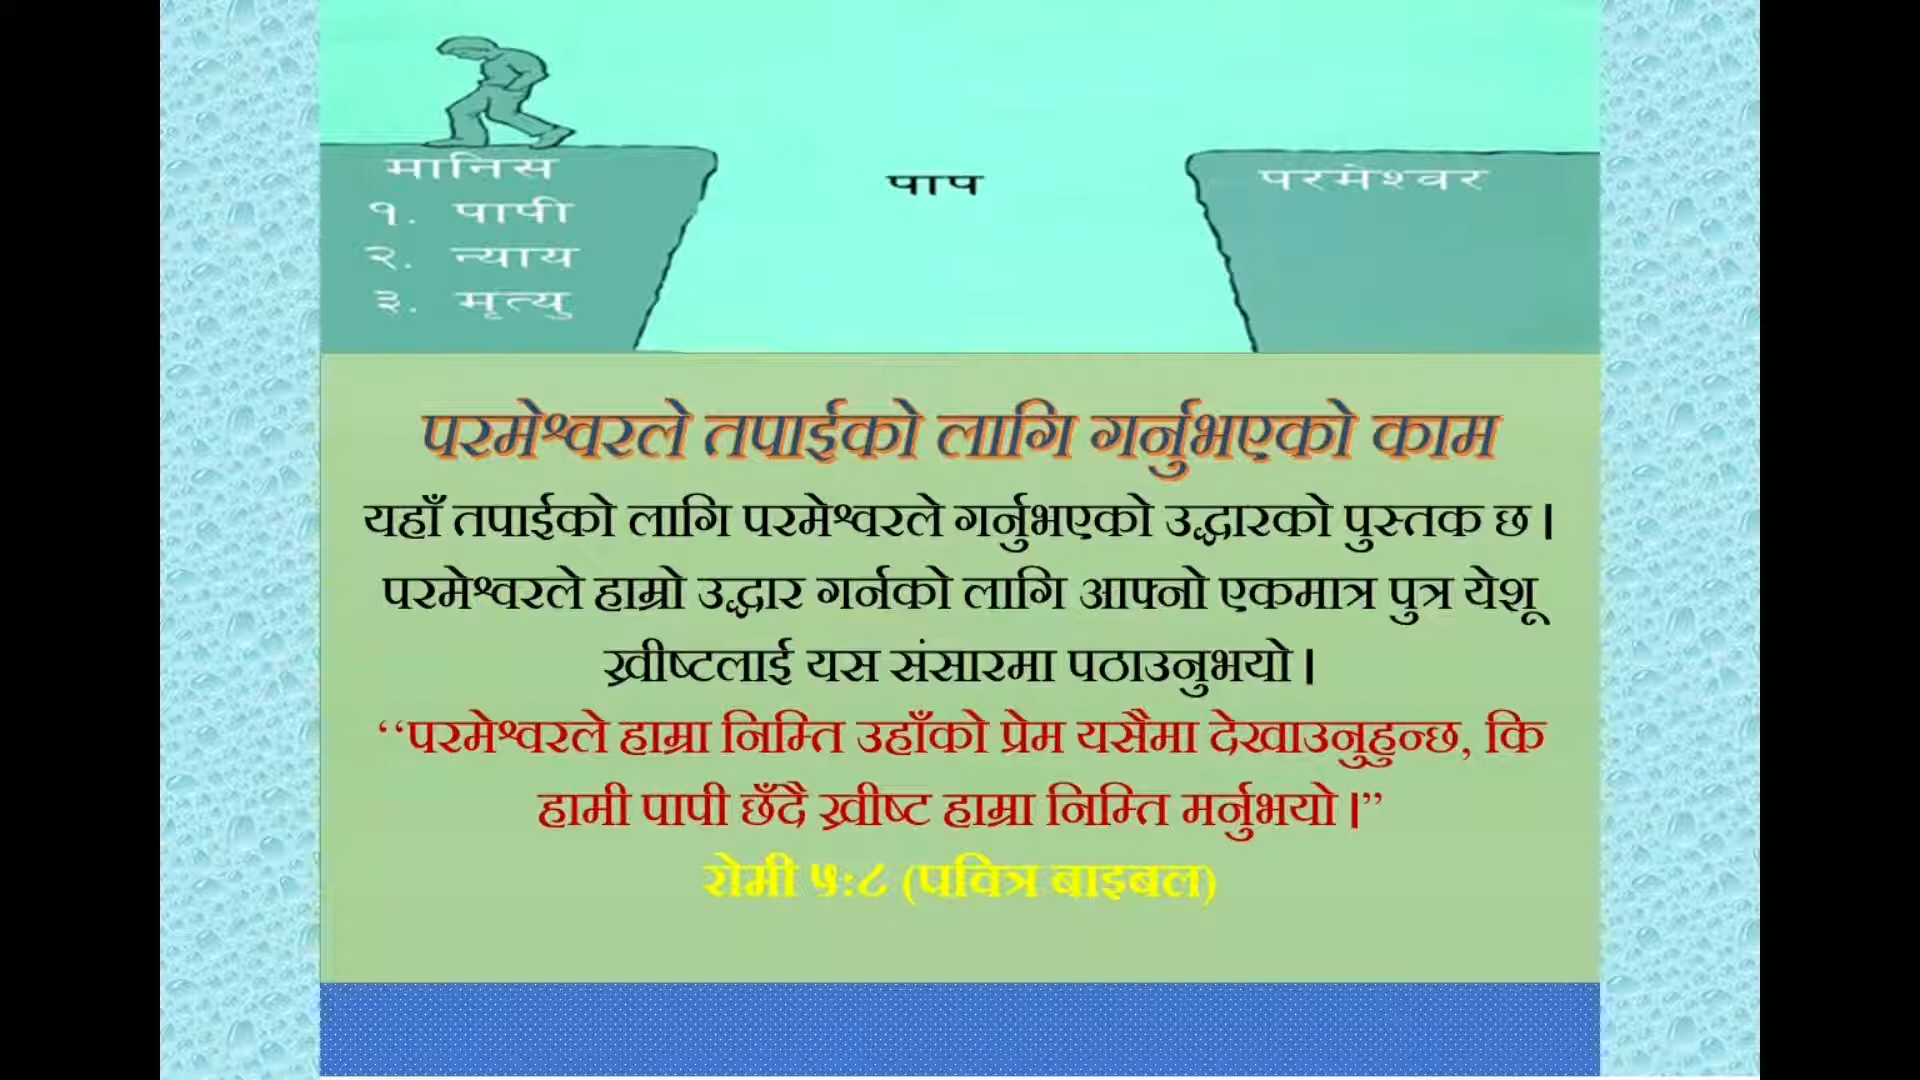 मानिस
पाप
परमेश्वर
१. पापी
२. न्याय
३. मृत्यु
परमेश्वरले तपाईको लागि गर्नुभएको काम
यहाँ तपाईको लागि परमेश्वरले गर्नुभएको उद्धारको पुस्तक छ।
परमेश्वरले हाम्रो उद्धार गर्नको लागि आफ्नो एकमात्र पुत्र येशू
ख्रीष्टलाई यस संसारमा पठाउनुभयो।
‘‘परमेश्वरले हाम्रा निम्ति उहाँको प्रेम यसैमा देखाउनुहुन्छ, कि
हामी पापी छँदै ख्रीष्ट हाम्रा निम्ति मर्नुभयो।’’
रोमी ५:८ (पवित्र बाइबल)